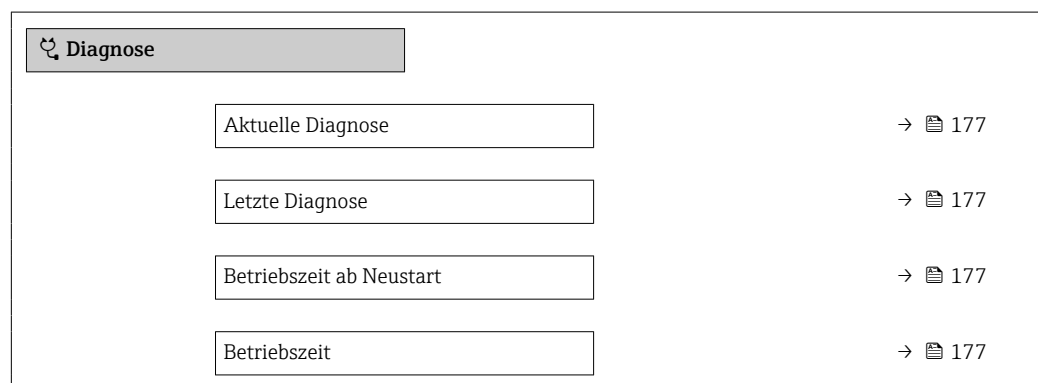 Diagnose
Aktuelle Diagnose → 177
Letzte Diagnose → 177
Betriebszeit ab Neustart → 177
Betriebszeit → 177